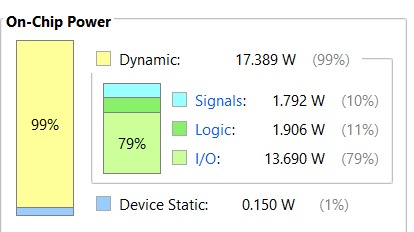 On-Chip Power
Dynamic: 17.389 W (99%)
99%
79%
Signals: 1.792 W (10%)
Logic: 1.906 W (11%)
I/O: 13.690 W (79%)
Device Static: 0.150 W (1%)